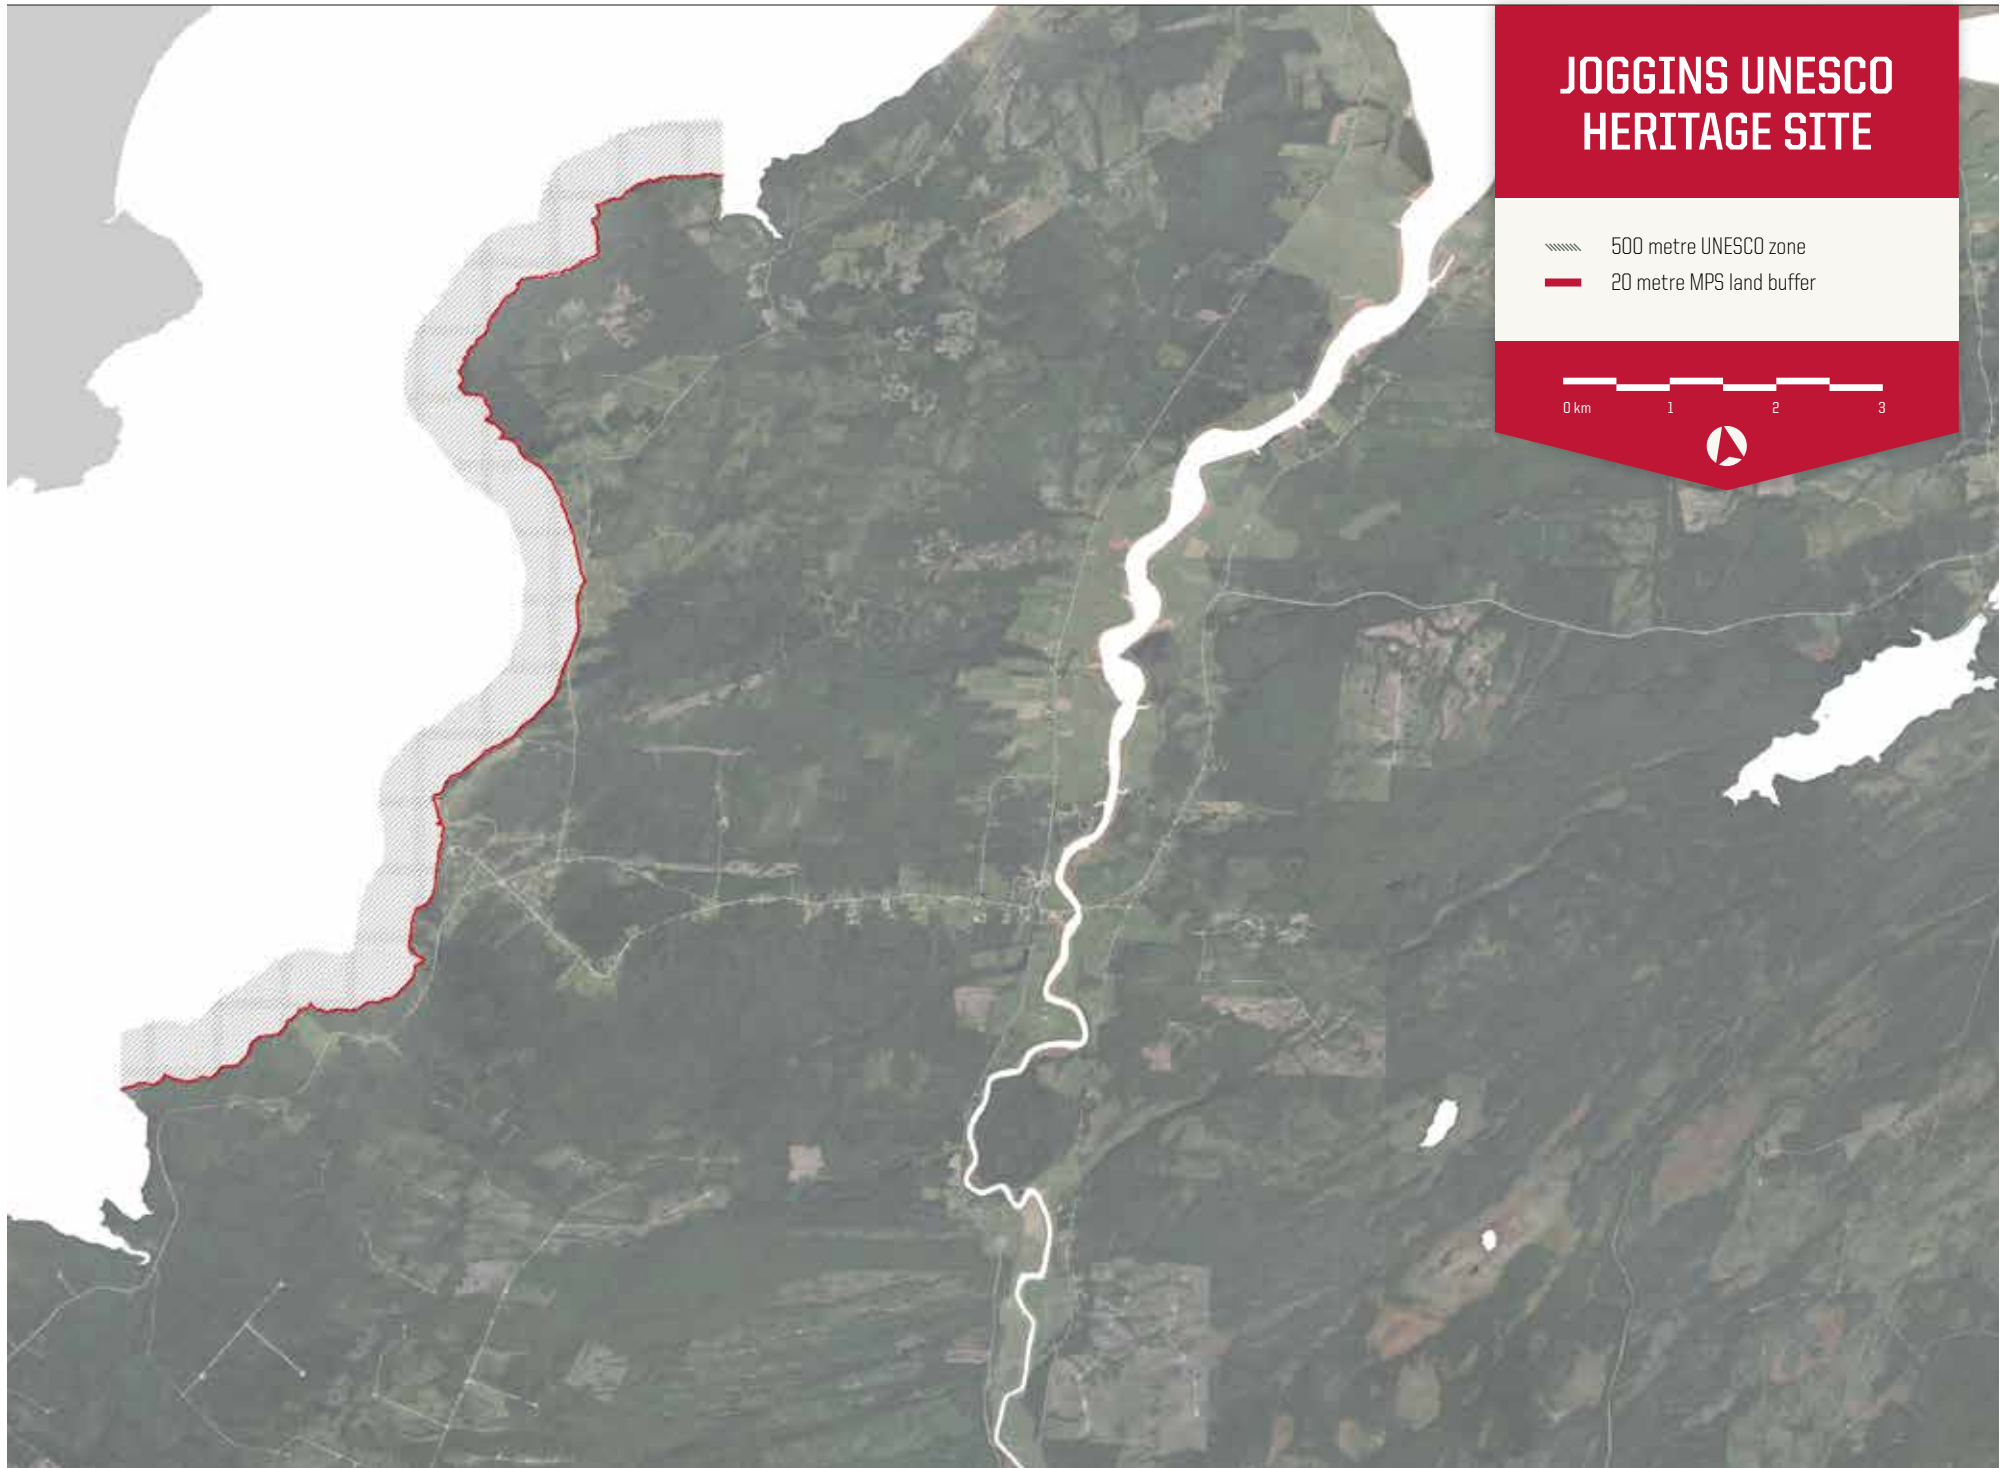 JOGGINS UNESCO
HERITAGE SITE
500 metre UNESCO zone
20 metre MPS land buffer
0 km 1 2 3